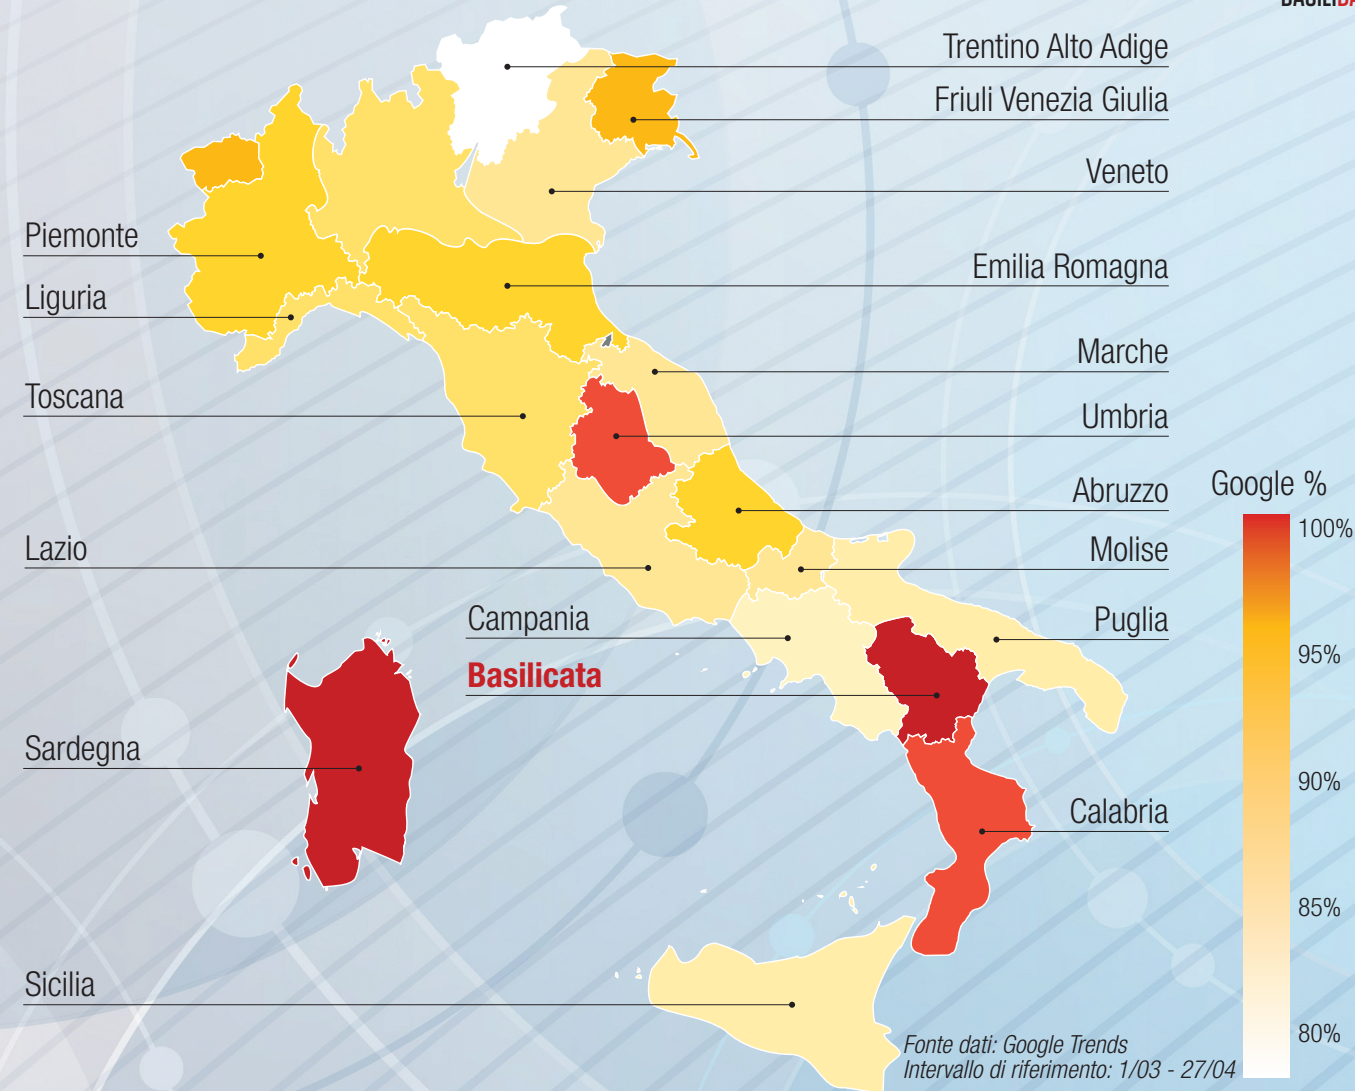 Trentino Alto Adige
Friuli Venezia Giulia
Veneto
Piemonte
Emilia Romagna
Liguria
Marche
Toscana
Umbria
Abruzzo
Google %
100%
Lazio
Molise
Campania
Puglia
95%
Basilicata
Sardegna
90%
Calabria
85%
Sicilia
80%
Fonte dati: Google Trends
Intervallo di riferimento: 1/03 - 27/04